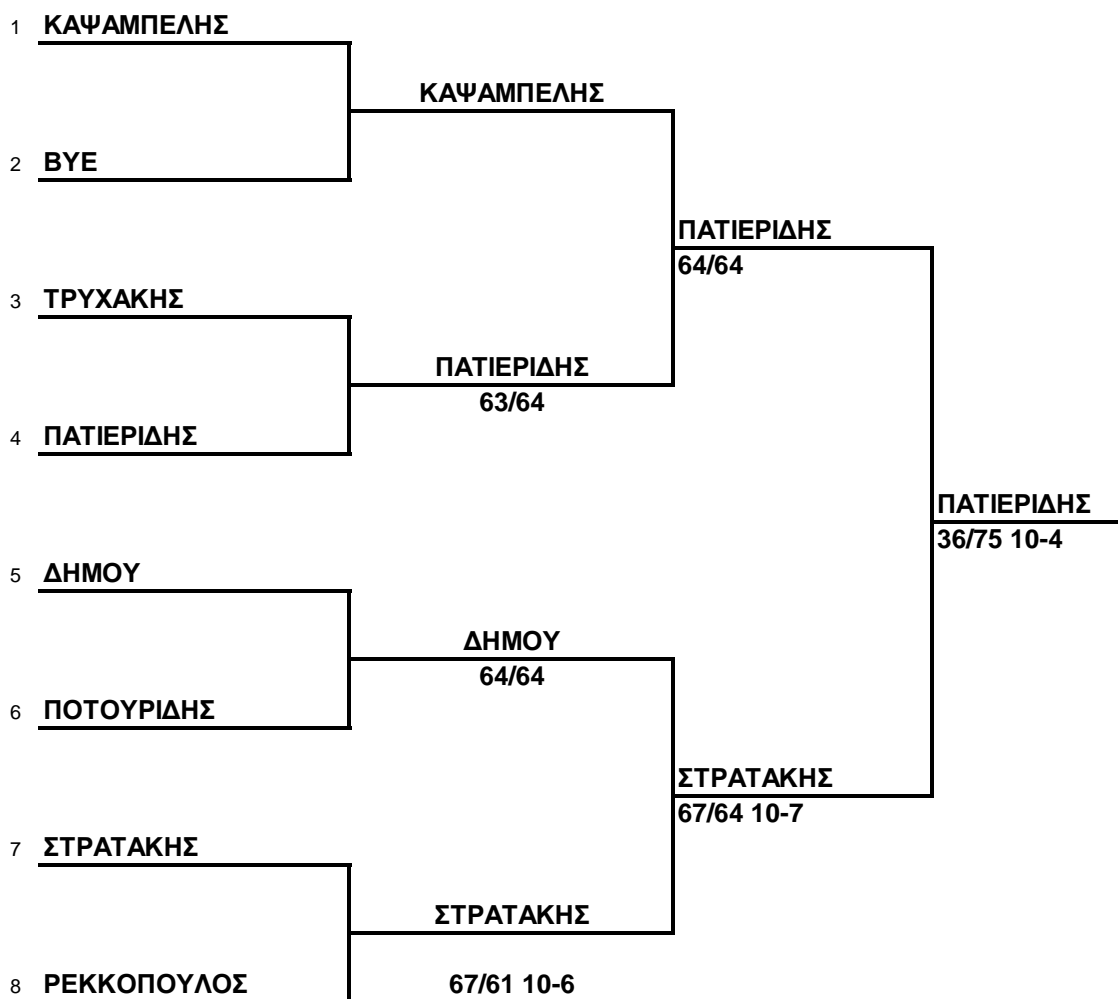 1 ΚΑΨΑΜΠΕΛΗΣ
ΚΑΨΑΜΠΕΛΗΣ
2 BYE
ΠΑΤΙΕΡΙΔΗΣ
64/64
3 ΤΡΥΧΑΚΗΣ
ΠΑΤΙΕΡΙΔΗΣ
63/64
4 ΠΑΤΙΕΡΙΔΗΣ
ΠΑΤΙΕΡΙΔΗΣ
36/75 10-4
5 ΔΗΜΟΥ
ΔΗΜΟΥ
64/64
6 ΠΟΤΟΥΡΙΔΗΣ
ΣΤΡΑΤΑΚΗΣ
67/64 10-7
7 ΣΤΡΑΤΑΚΗΣ
ΣΤΡΑΤΑΚΗΣ
8 ΡΕΚΚΟΠΟΥΛΟΣ 67/61 10-6